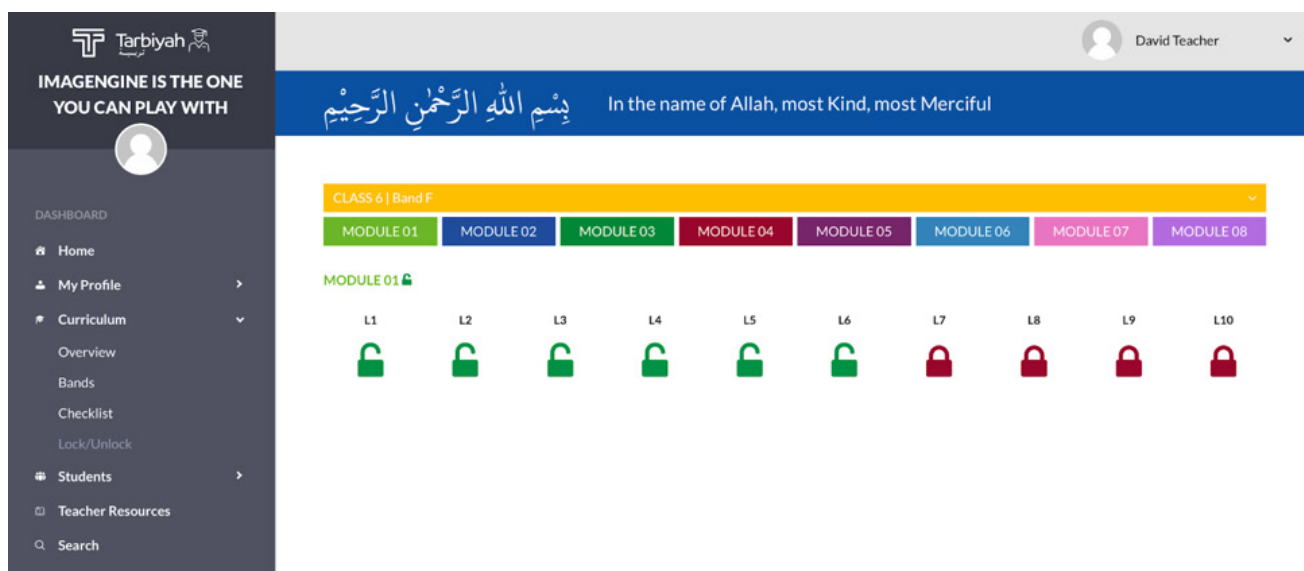 Tarbiyah
تربية
IMAGENGINE IS THE ONE
YOU CAN PLAY WITH
DASHBOARD
Home
My Profile
Curriculum
Overview
Bands
Checklist
Lock/Unlock
Students
Teacher Resources
Search
David Teacher
بِسْمِ اللّٰهِ الرَّحْمٰنِ الرَّحِيْمِ In the name of Allah, most Kind, most Merciful
CLASS 6 | Band F
MODULE 01 MODULE 02 MODULE 03 MODULE 04 MODULE 05 MODULE 06 MODULE 07 MODULE 08
MODULE 01
L1 L2 L3 L4 L5 L6 L7 L8 L9 L10